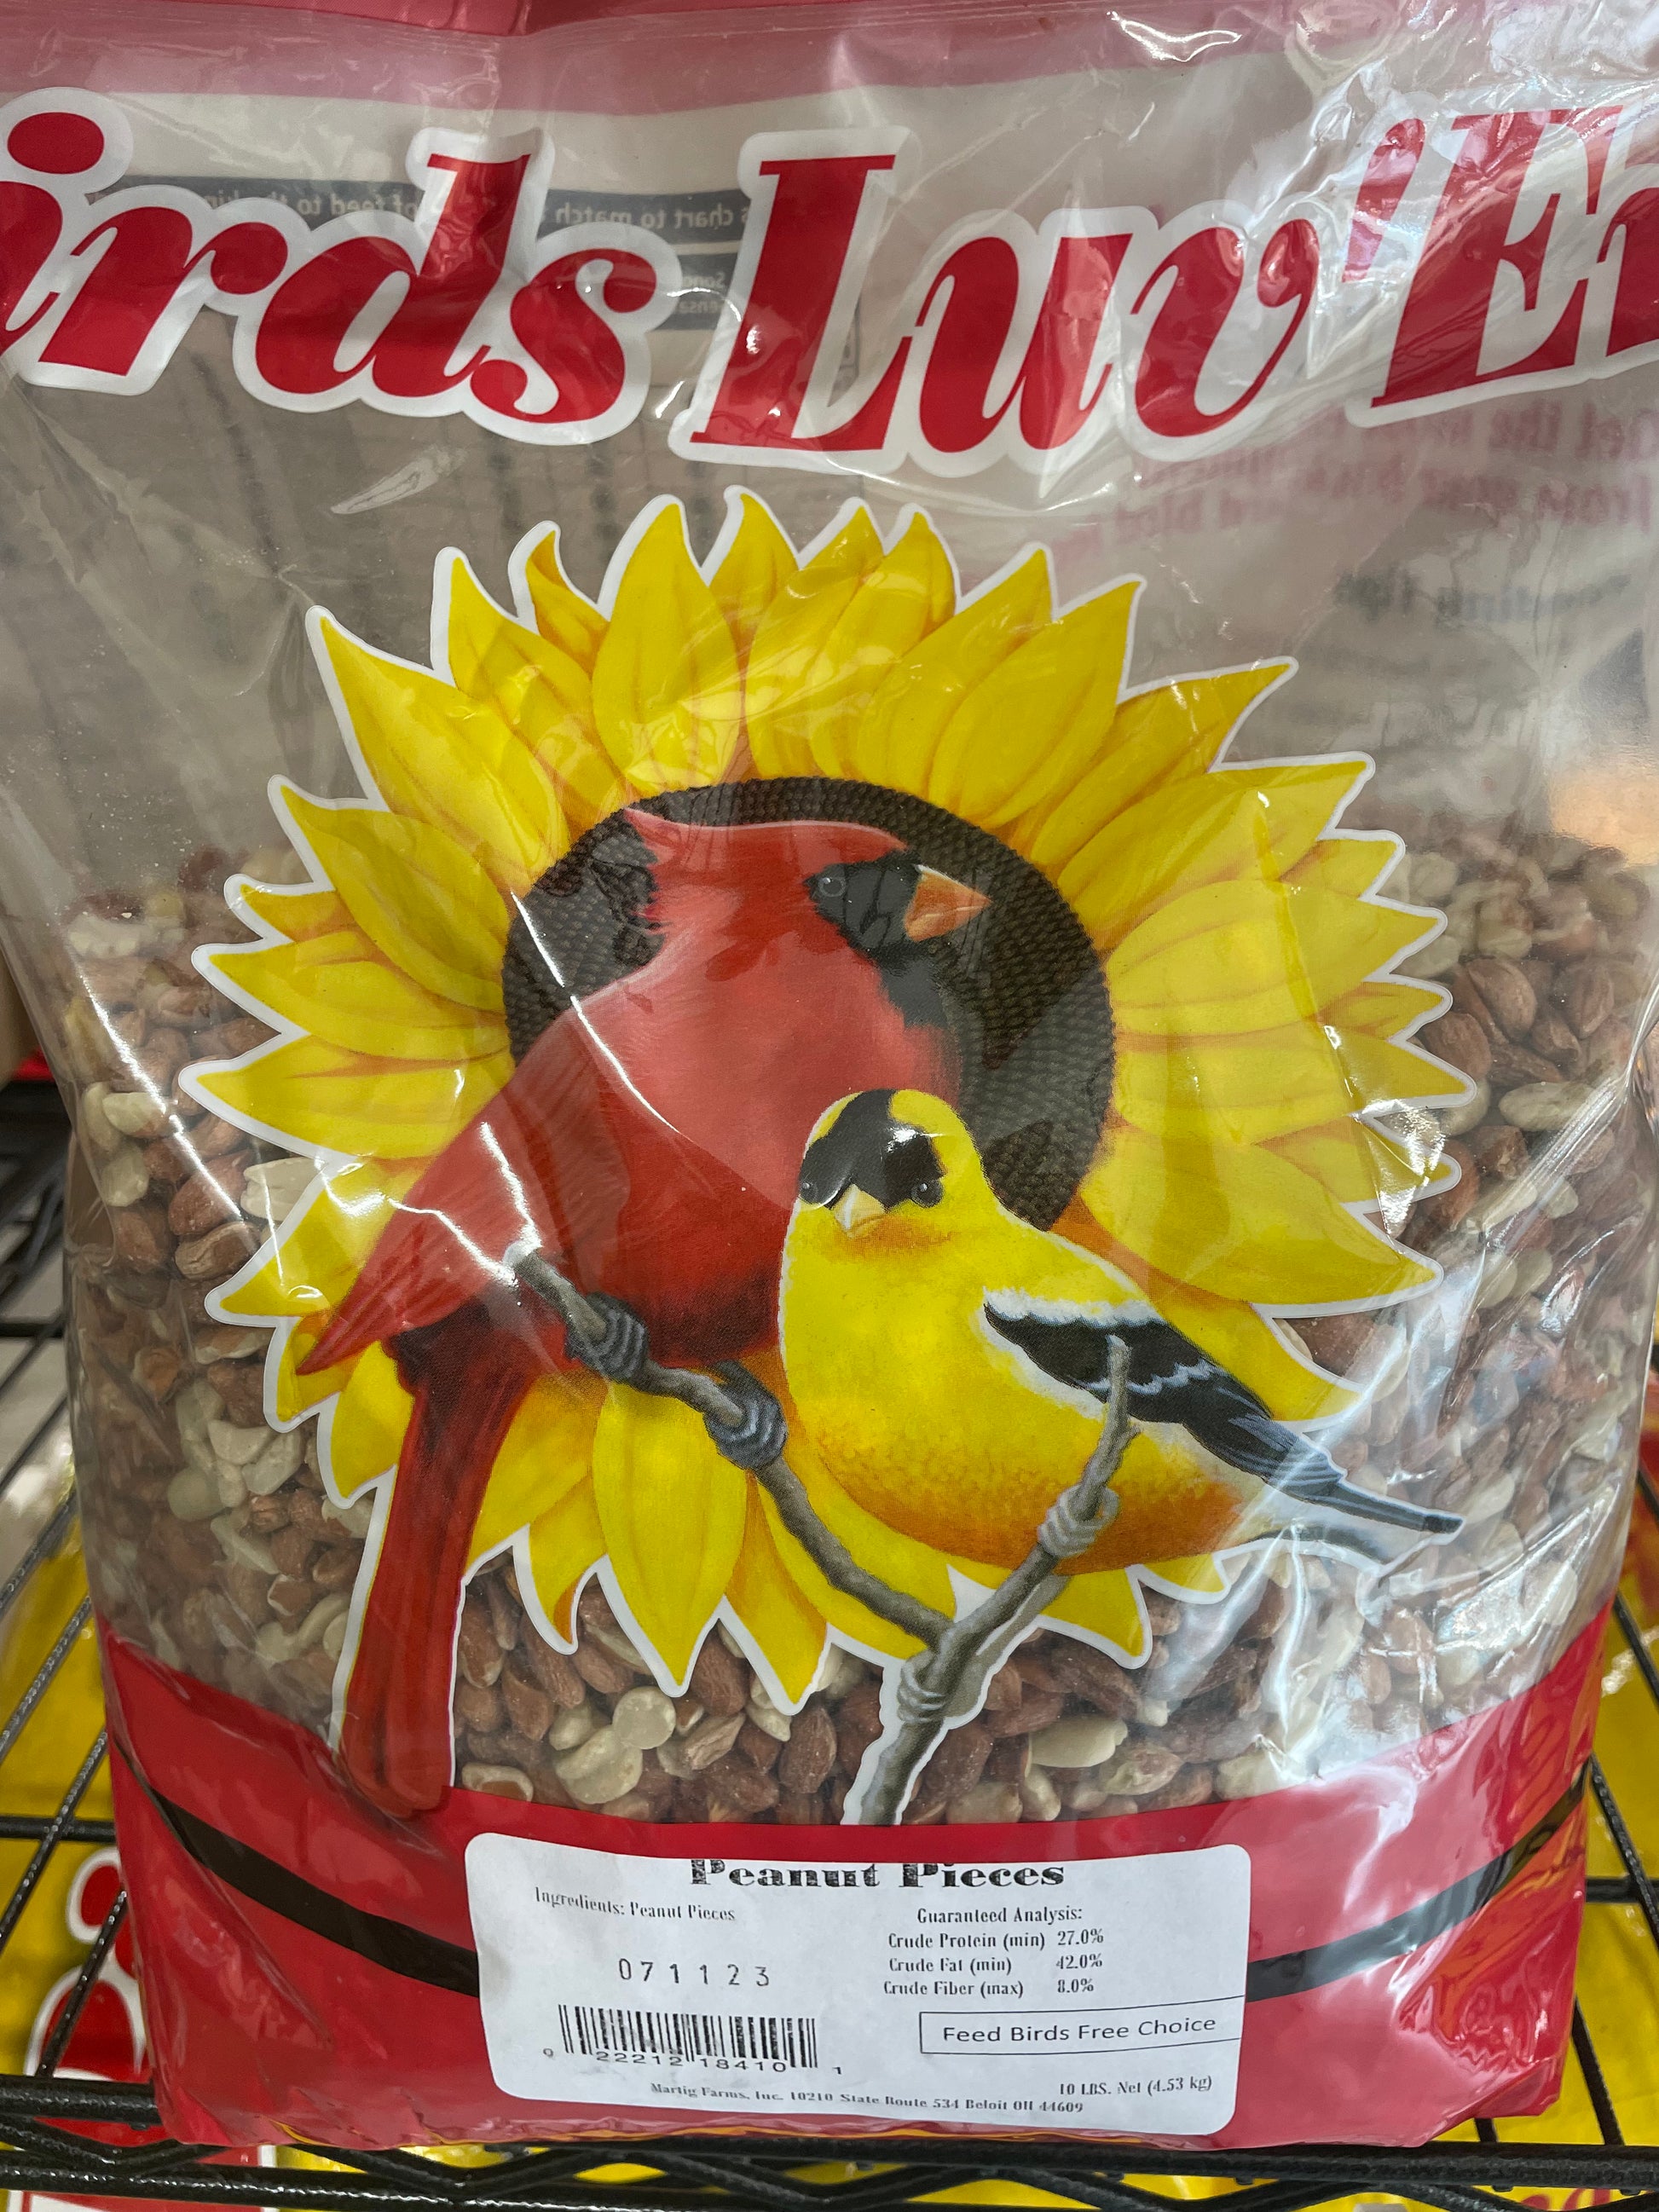 irds Luv'E
Peanut Pieces
Ingredients: Peanut Pieces
Guaranteed Analysis:
Crude Protein (min) 27.0%
Crude Fat (min) 42.0%
Crude Fiber (max) 8.0%
071123
Feed Birds Free Choice
0 22212 18410 1
10 LBS. Net (4.53 kg)
Martig Farms, Inc. 10210 State Route 534 Beloit OH 44609